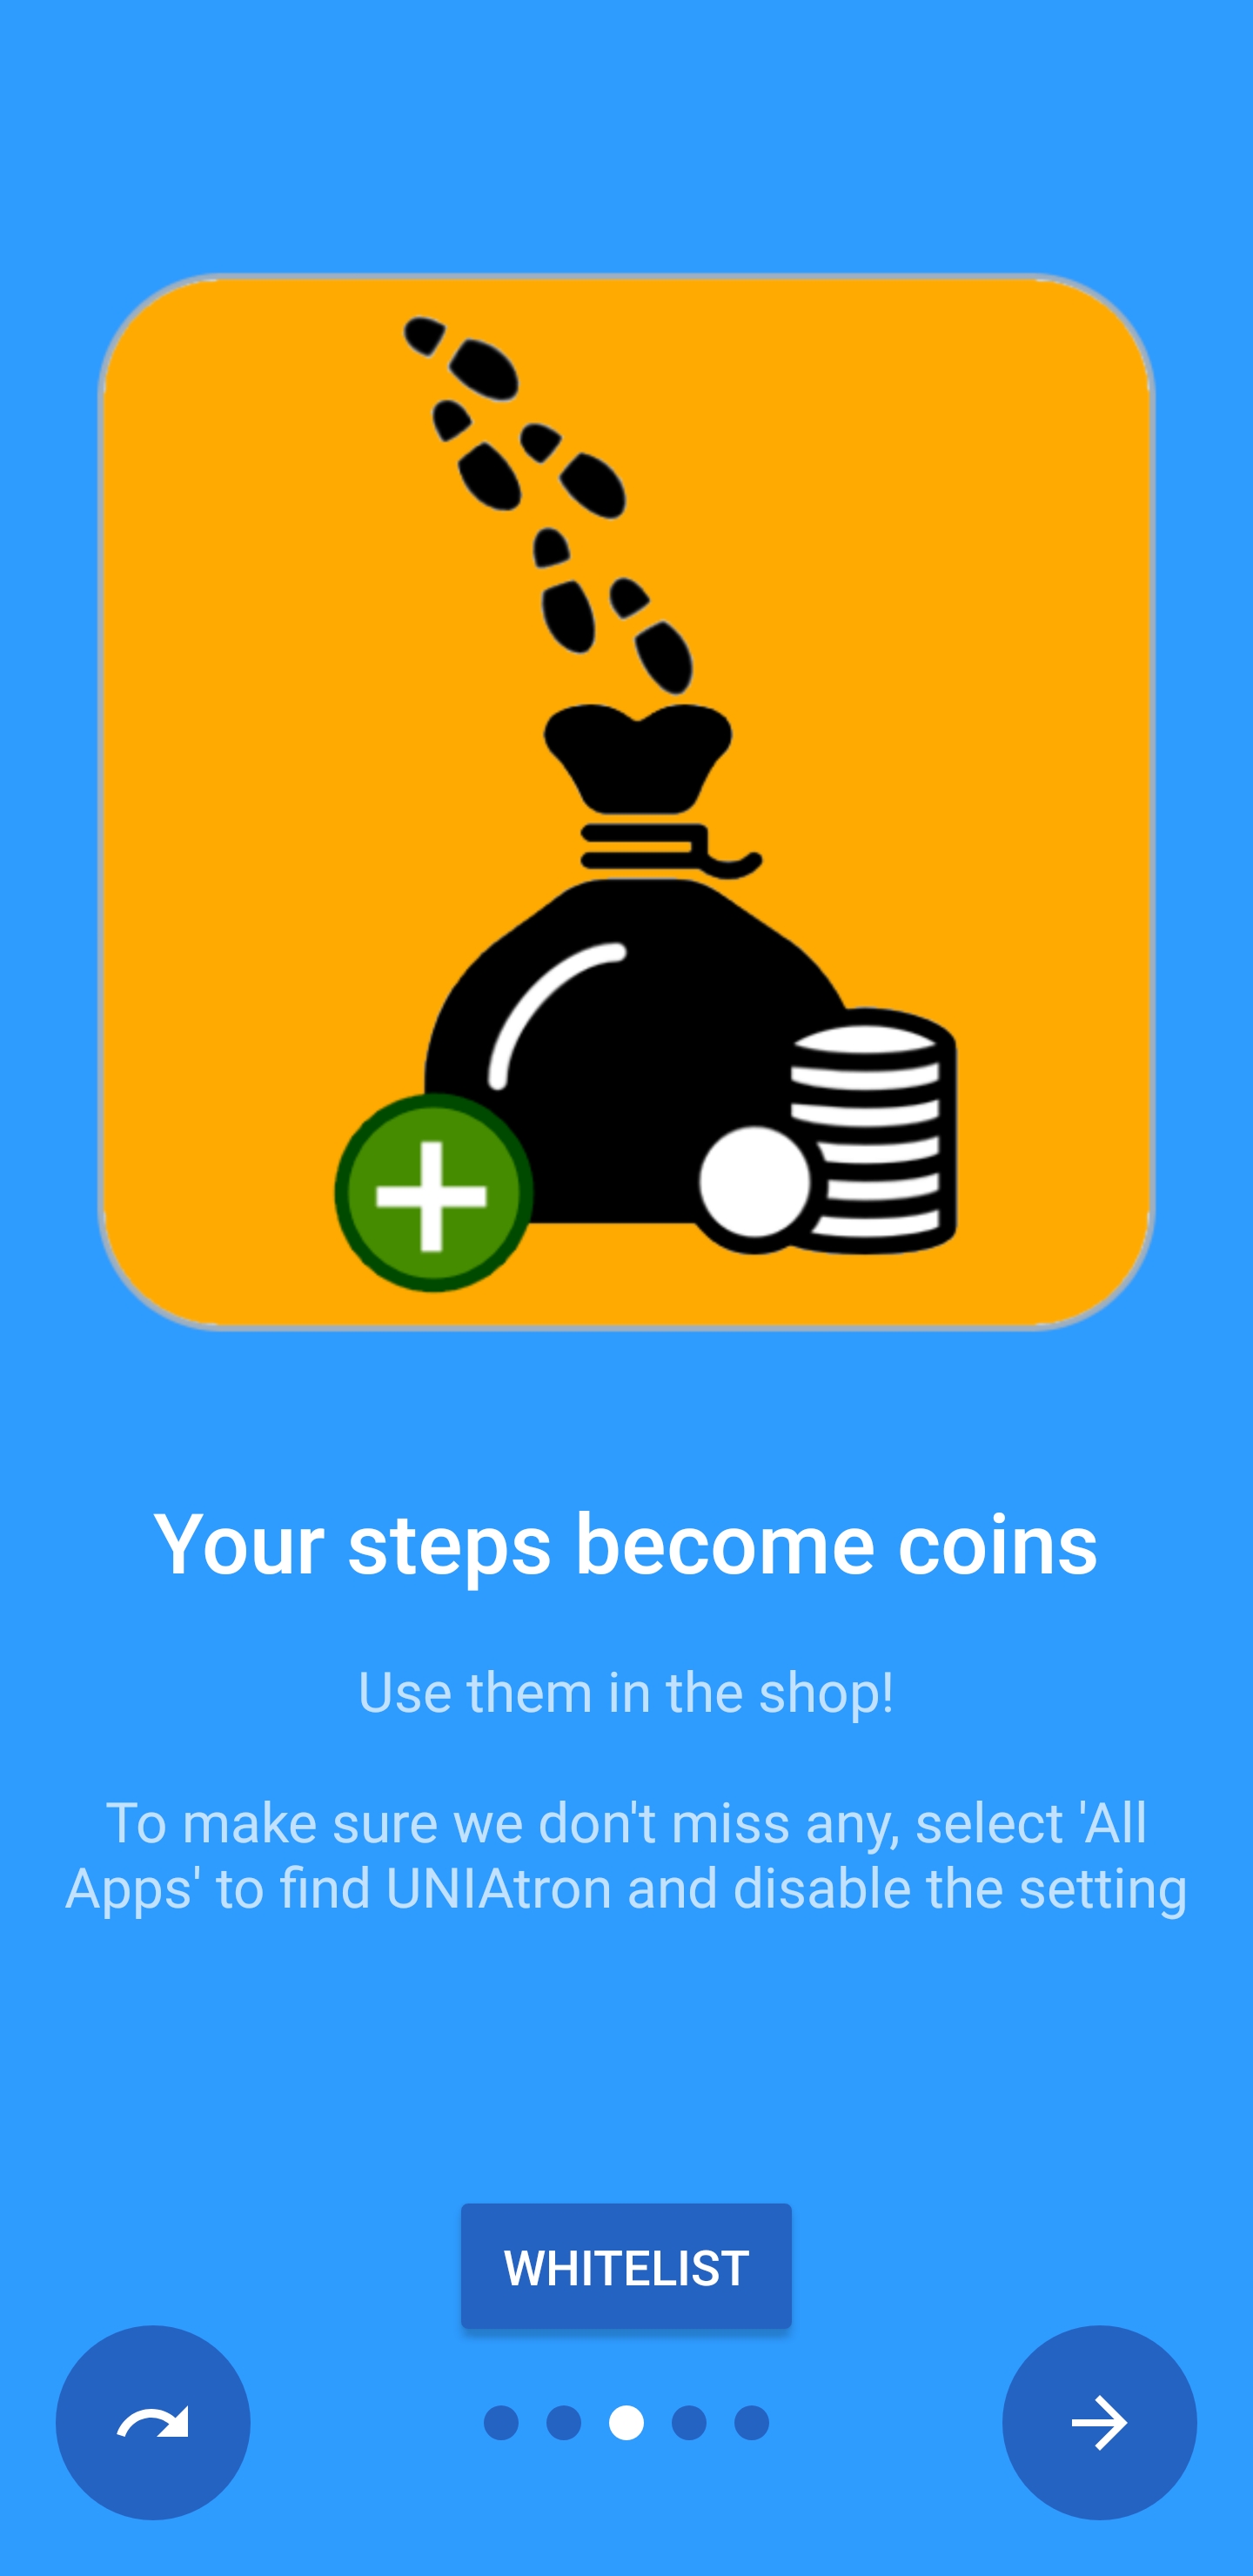 Your steps become coins
Use them in the shop!
To make sure we don't miss any, select 'All
Apps' to find UNIAtron and disable the setting
WHITELIST